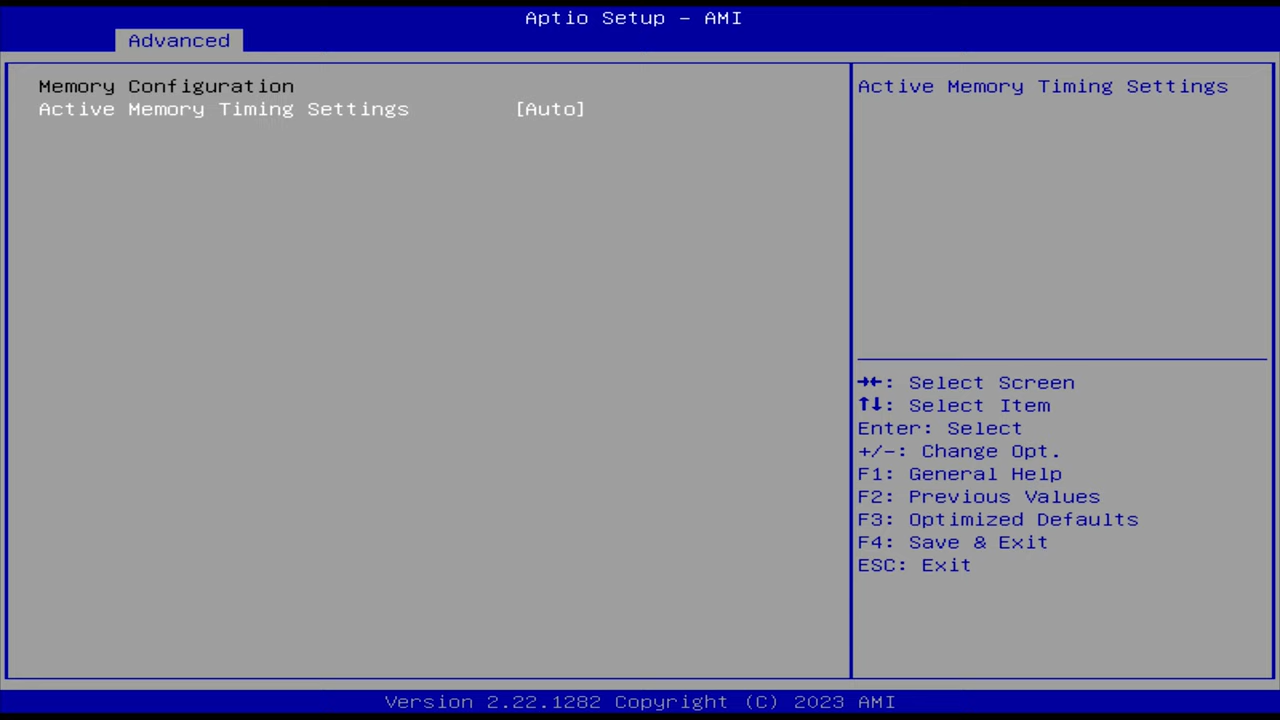 Aptio Setup – AMI
Advanced
Memory Configuration
Active Memory Timing Settings [Auto]
Active Memory Timing Settings
→←: Select Screen
↑↓: Select Item
Enter: Select
+/-: Change Opt.
F1: General Help
F2: Previous Values
F3: Optimized Defaults
F4: Save & Exit
ESC: Exit
Version 2.22.1282 Copyright (C) 2023 AMI